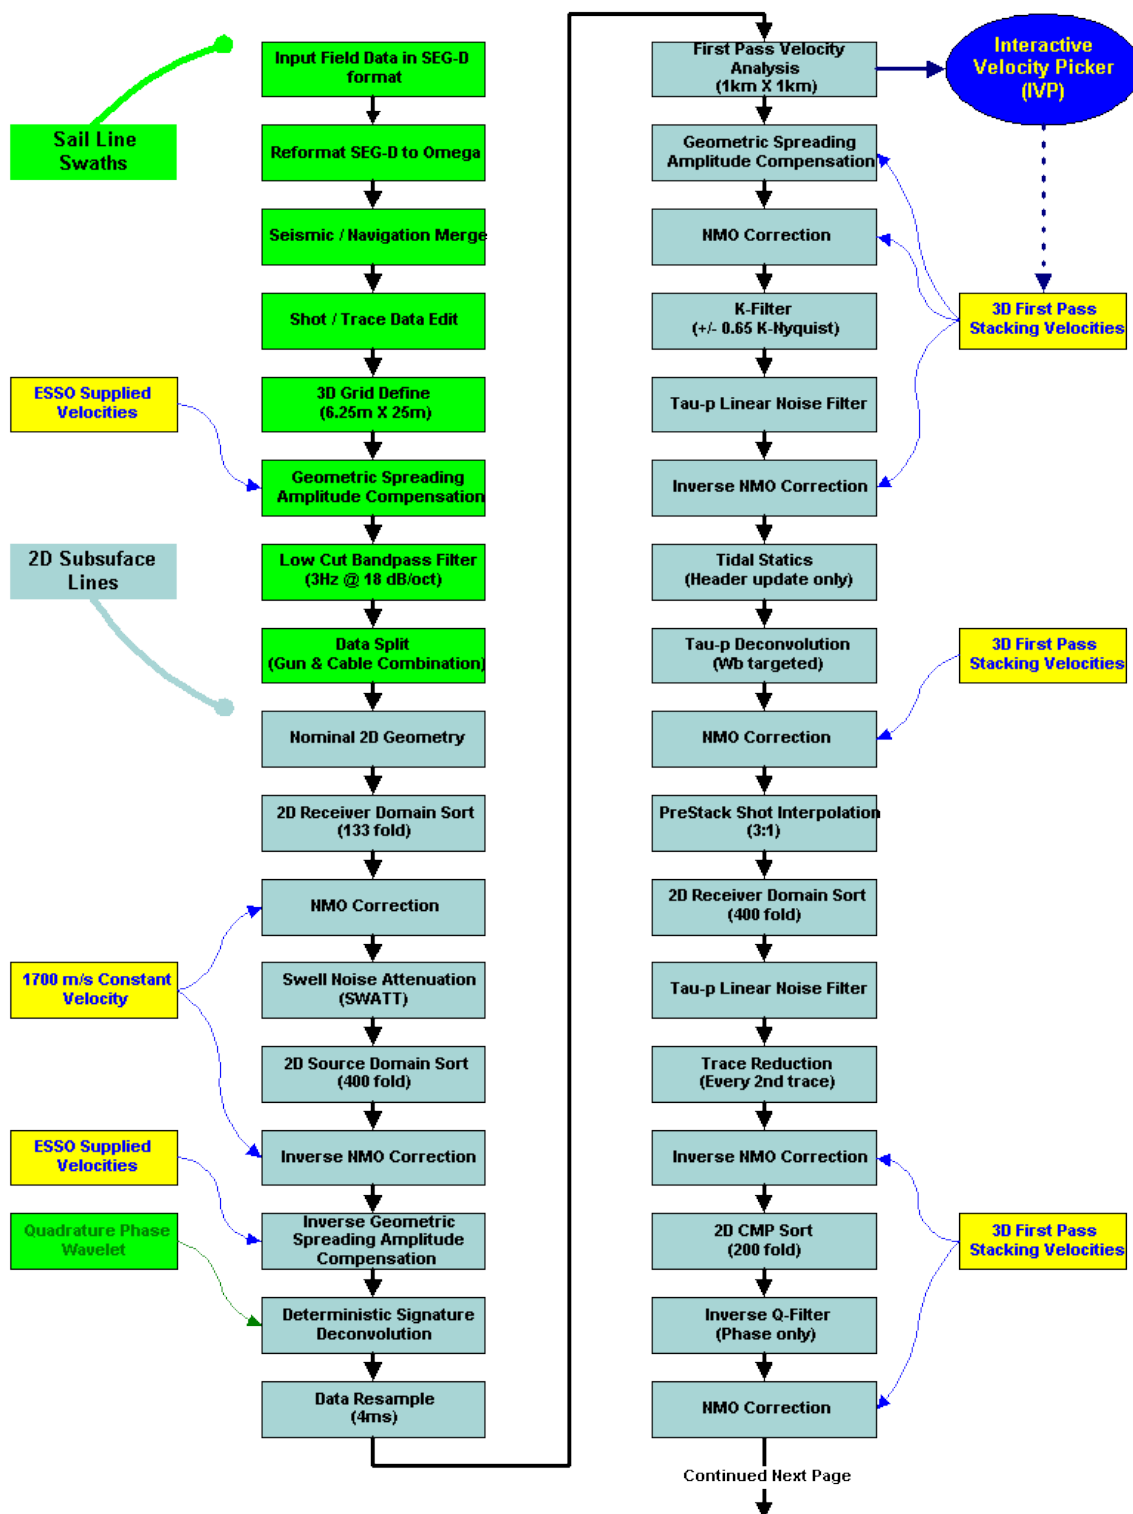 Sail Line
Swaths
Input Field Data in SEG-D
format
Reformat SEG-D to Omega
Seismic / Navigation Merge
Shot / Trace Data Edit
ESSO Supplied
Velocities
3D Grid Define
(6.25m X 25m)
Geometric Spreading
Amplitude Compensation
2D Subsuface
Lines
Low Cut Bandpass Filter
(3Hz @ 18 dB/oct)
Data Split
(Gun & Cable Combination)
Nominal 2D Geometry
2D Receiver Domain Sort
(133 fold)
NMO Correction
1700 m/s Constant
Velocity
Swell Noise Attenuation
(SWATT)
2D Source Domain Sort
(400 fold)
ESSO Supplied
Velocities
Inverse NMO Correction
Quadrature Phase
Wavelet
Inverse Geometric
Spreading Amplitude
Compensation
Deterministic Signature
Deconvolution
Data Resample
(4ms)
First Pass Velocity
Analysis
(1km X 1km)
Interactive
Velocity Picker
(IVP)
Geometric Spreading
Amplitude Compensation
NMO Correction
K-Filter
(+/- 0.65 K-Nyquist)
3D First Pass
Stacking Velocities
Tau-p Linear Noise Filter
Inverse NMO Correction
Tidal Statics
(Header update only)
Tau-p Deconvolution
(Wb targeted)
3D First Pass
Stacking Velocities
NMO Correction
PreStack Shot Interpolation
(3:1)
2D Receiver Domain Sort
(400 fold)
Tau-p Linear Noise Filter
Trace Reduction
(Every 2nd trace)
Inverse NMO Correction
2D CMP Sort
(200 fold)
3D First Pass
Stacking Velocities
Inverse Q-Filter
(Phase only)
NMO Correction
Continued Next Page